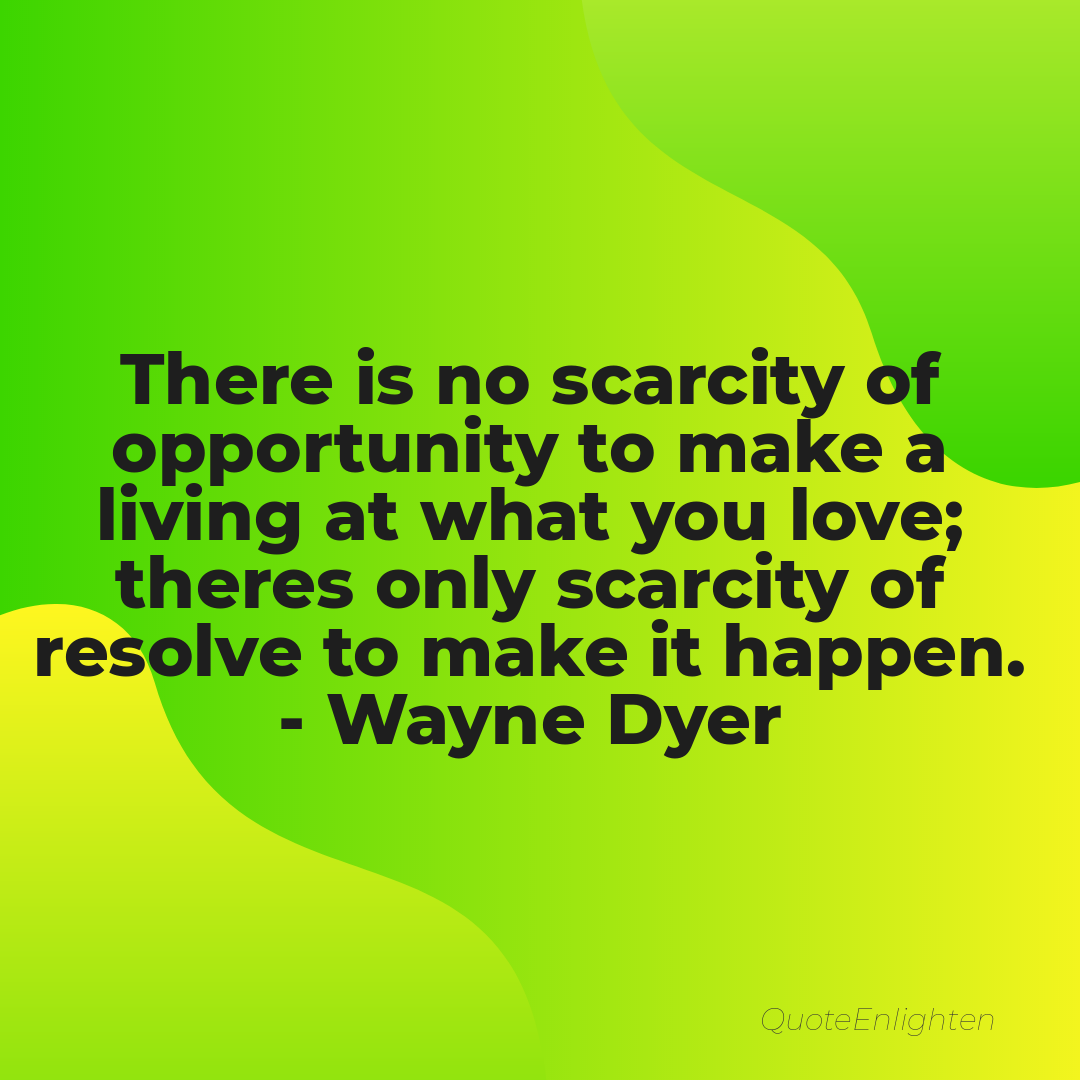 There is no scarcity of
opportunity to make a
living at what you love;
theres only scarcity of
resolve to make it happen.
- Wayne Dyer
QuoteEnlighten